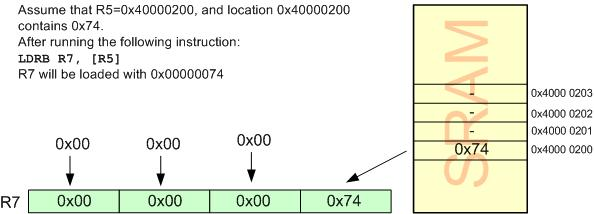 Assume that R5=0x40000200, and location 0x40000200
contains 0x74.
After running the following instruction:
LDRB R7, [R5]
R7 will be loaded with 0x00000074
SRAM
- 0x4000 0203
- 0x4000 0202
- 0x4000 0201
0x74 0x4000 0200
0x00 0x00 0x00
R7 0x00 0x00 0x00 0x74